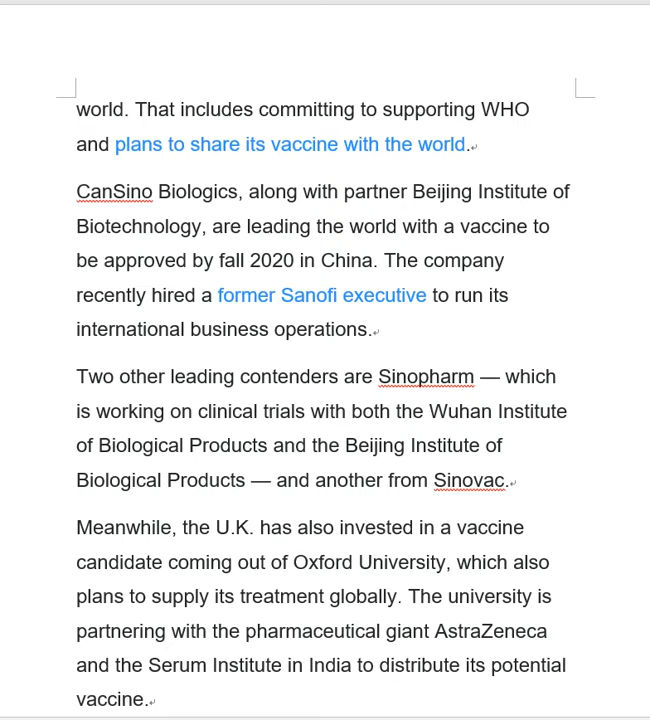 world. That includes committing to supporting WHO
and plans to share its vaccine with the world.
CanSino Biologics, along with partner Beijing Institute of
Biotechnology, are leading the world with a vaccine to
be approved by fall 2020 in China. The company
recently hired a former Sanofi executive to run its
international business operations.
Two other leading contenders are Sinopharm — which
is working on clinical trials with both the Wuhan Institute
of Biological Products and the Beijing Institute of
Biological Products — and another from Sinovac.
Meanwhile, the U.K. has also invested in a vaccine
candidate coming out of Oxford University, which also
plans to supply its treatment globally. The university is
partnering with the pharmaceutical giant AstraZeneca
and the Serum Institute in India to distribute its potential
vaccine.